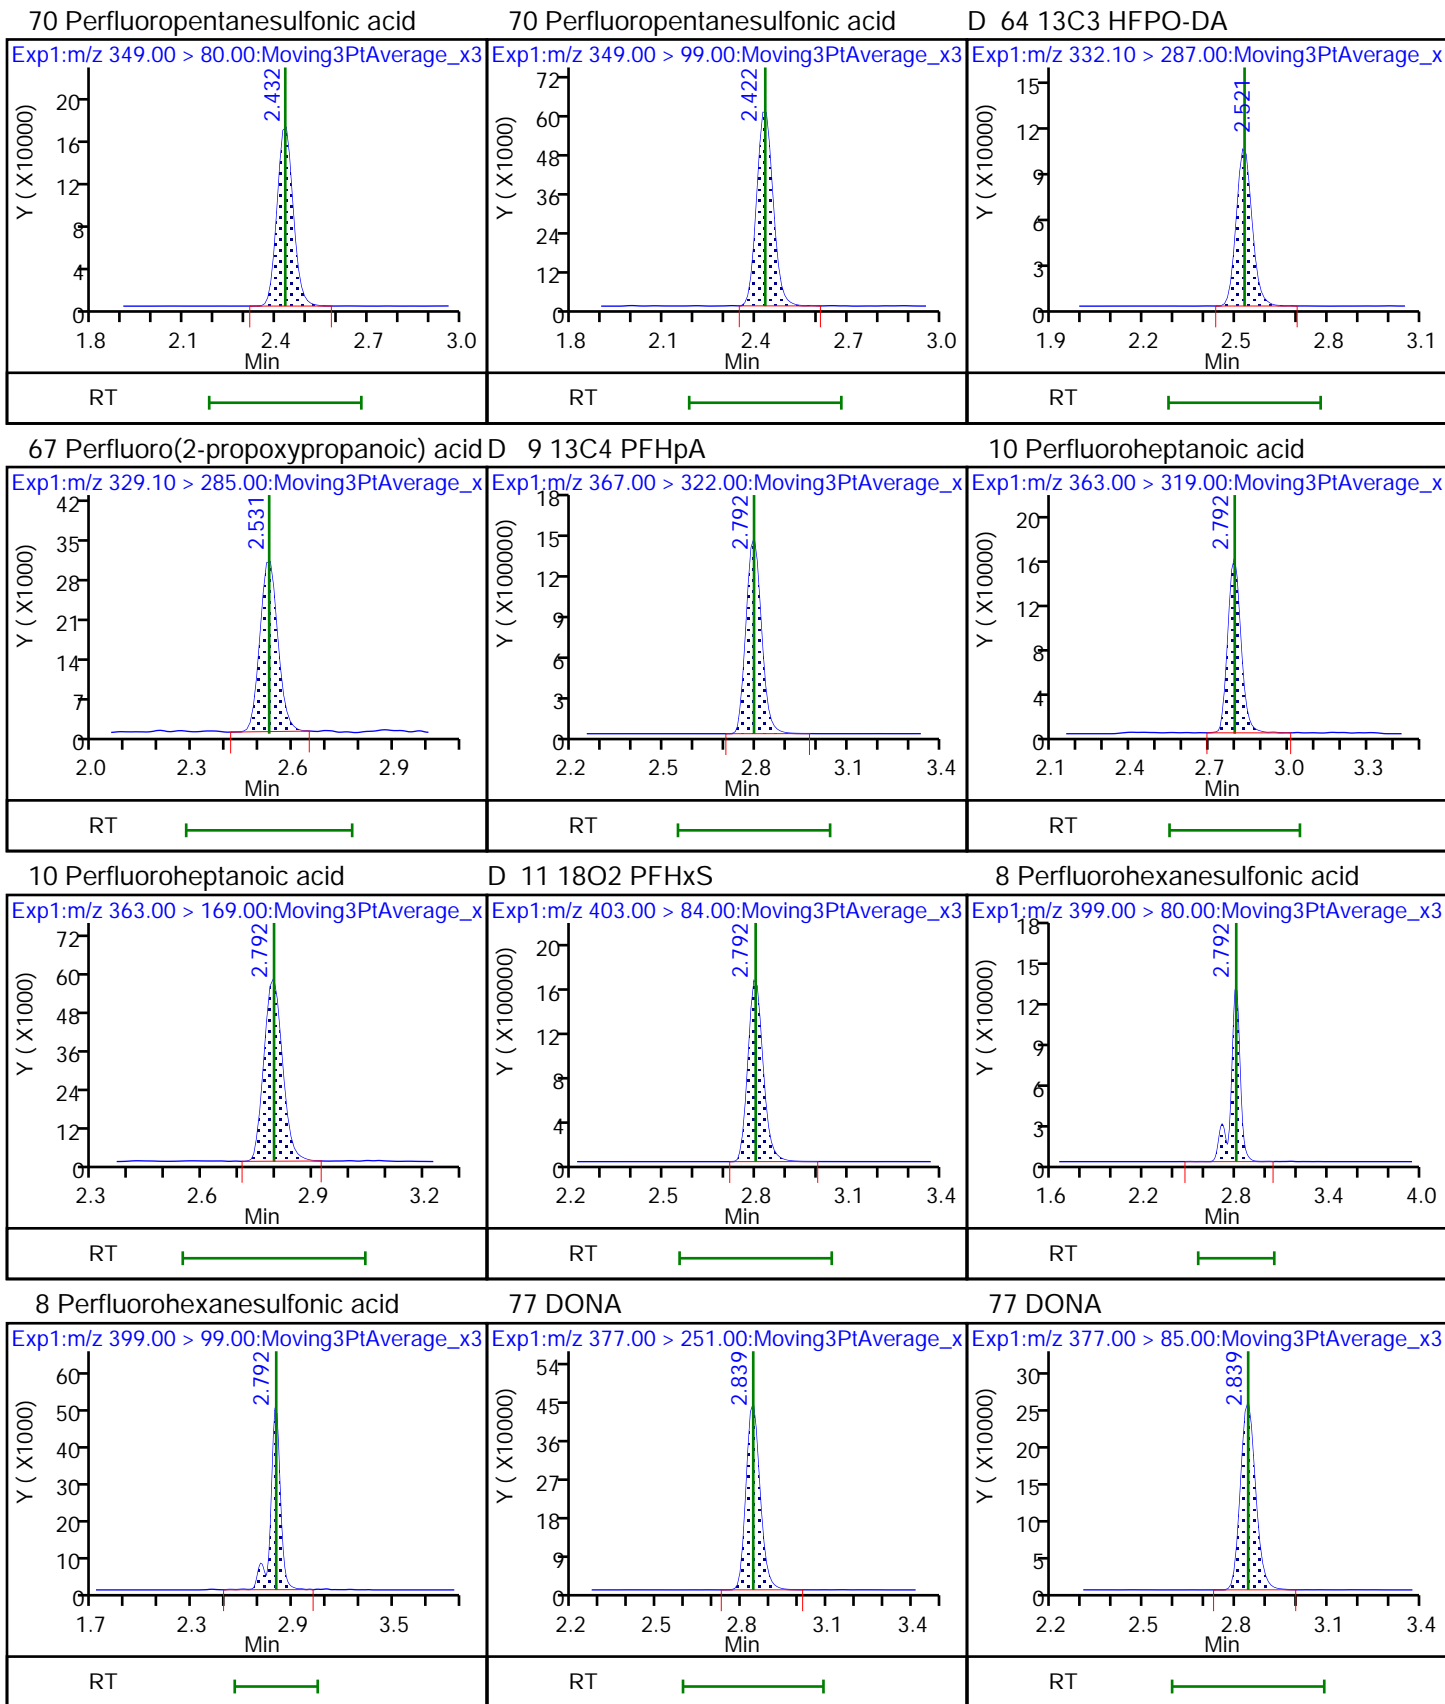 70 Perfluoropentanesulfonic acid
Exp1:m/z 349.00 > 80.00:Moving3PtAverage_x3
2.432
Y ( X10000)
20
16
12
8
4
0
1.8 2.1 2.4 2.7 3.0
Min
RT
70 Perfluoropentanesulfonic acid
Exp1:m/z 349.00 > 99.00:Moving3PtAverage_x3
2.422
Y ( X1000)
72
60
48
36
24
12
0
1.8 2.1 2.4 2.7 3.0
Min
RT
D 64 13C3 HFPO-DA
Exp1:m/z 332.10 > 287.00:Moving3PtAverage_x
2.521
Y ( X10000)
15
12
9
6
3
0
1.9 2.2 2.5 2.8 3.1
Min
RT
67 Perfluoro(2-propoxypropanoic) acid
Exp1:m/z 329.10 > 285.00:Moving3PtAverage_x
2.531
Y ( X1000)
42
35
28
21
14
7
0
2.0 2.3 2.6 2.9
Min
RT
D 9 13C4 PFHpA
Exp1:m/z 367.00 > 322.00:Moving3PtAverage_x
2.792
Y ( X100000)
18
15
12
9
6
3
0
2.2 2.5 2.8 3.1 3.4
Min
RT
10 Perfluoroheptanoic acid
Exp1:m/z 363.00 > 319.00:Moving3PtAverage_x
2.792
Y ( X10000)
20
16
12
8
4
0
2.1 2.4 2.7 3.0 3.3
Min
RT
10 Perfluoroheptanoic acid
Exp1:m/z 363.00 > 169.00:Moving3PtAverage_x
2.792
Y ( X1000)
72
60
48
36
24
12
0
2.3 2.6 2.9 3.2
Min
RT
D 11 18O2 PFHxS
Exp1:m/z 403.00 > 84.00:Moving3PtAverage_x3
2.792
Y ( X100000)
20
16
12
8
4
0
2.2 2.5 2.8 3.1 3.4
Min
RT
8 Perfluorohexanesulfonic acid
Exp1:m/z 399.00 > 80.00:Moving3PtAverage_x3
2.792
Y ( X10000)
18
15
12
9
6
3
0
1.6 2.2 2.8 3.4 4.0
Min
RT
8 Perfluorohexanesulfonic acid
Exp1:m/z 399.00 > 99.00:Moving3PtAverage_x3
2.792
Y ( X1000)
60
50
40
30
20
10
0
1.7 2.3 2.9 3.5
Min
RT
77 DONA
Exp1:m/z 377.00 > 251.00:Moving3PtAverage_x
2.839
Y ( X10000)
54
45
36
27
18
9
0
2.2 2.5 2.8 3.1 3.4
Min
RT
77 DONA
Exp1:m/z 377.00 > 85.00:Moving3PtAverage_x3
2.839
Y ( X10000)
30
25
20
15
10
5
0
2.2 2.5 2.8 3.1 3.4
Min
RT